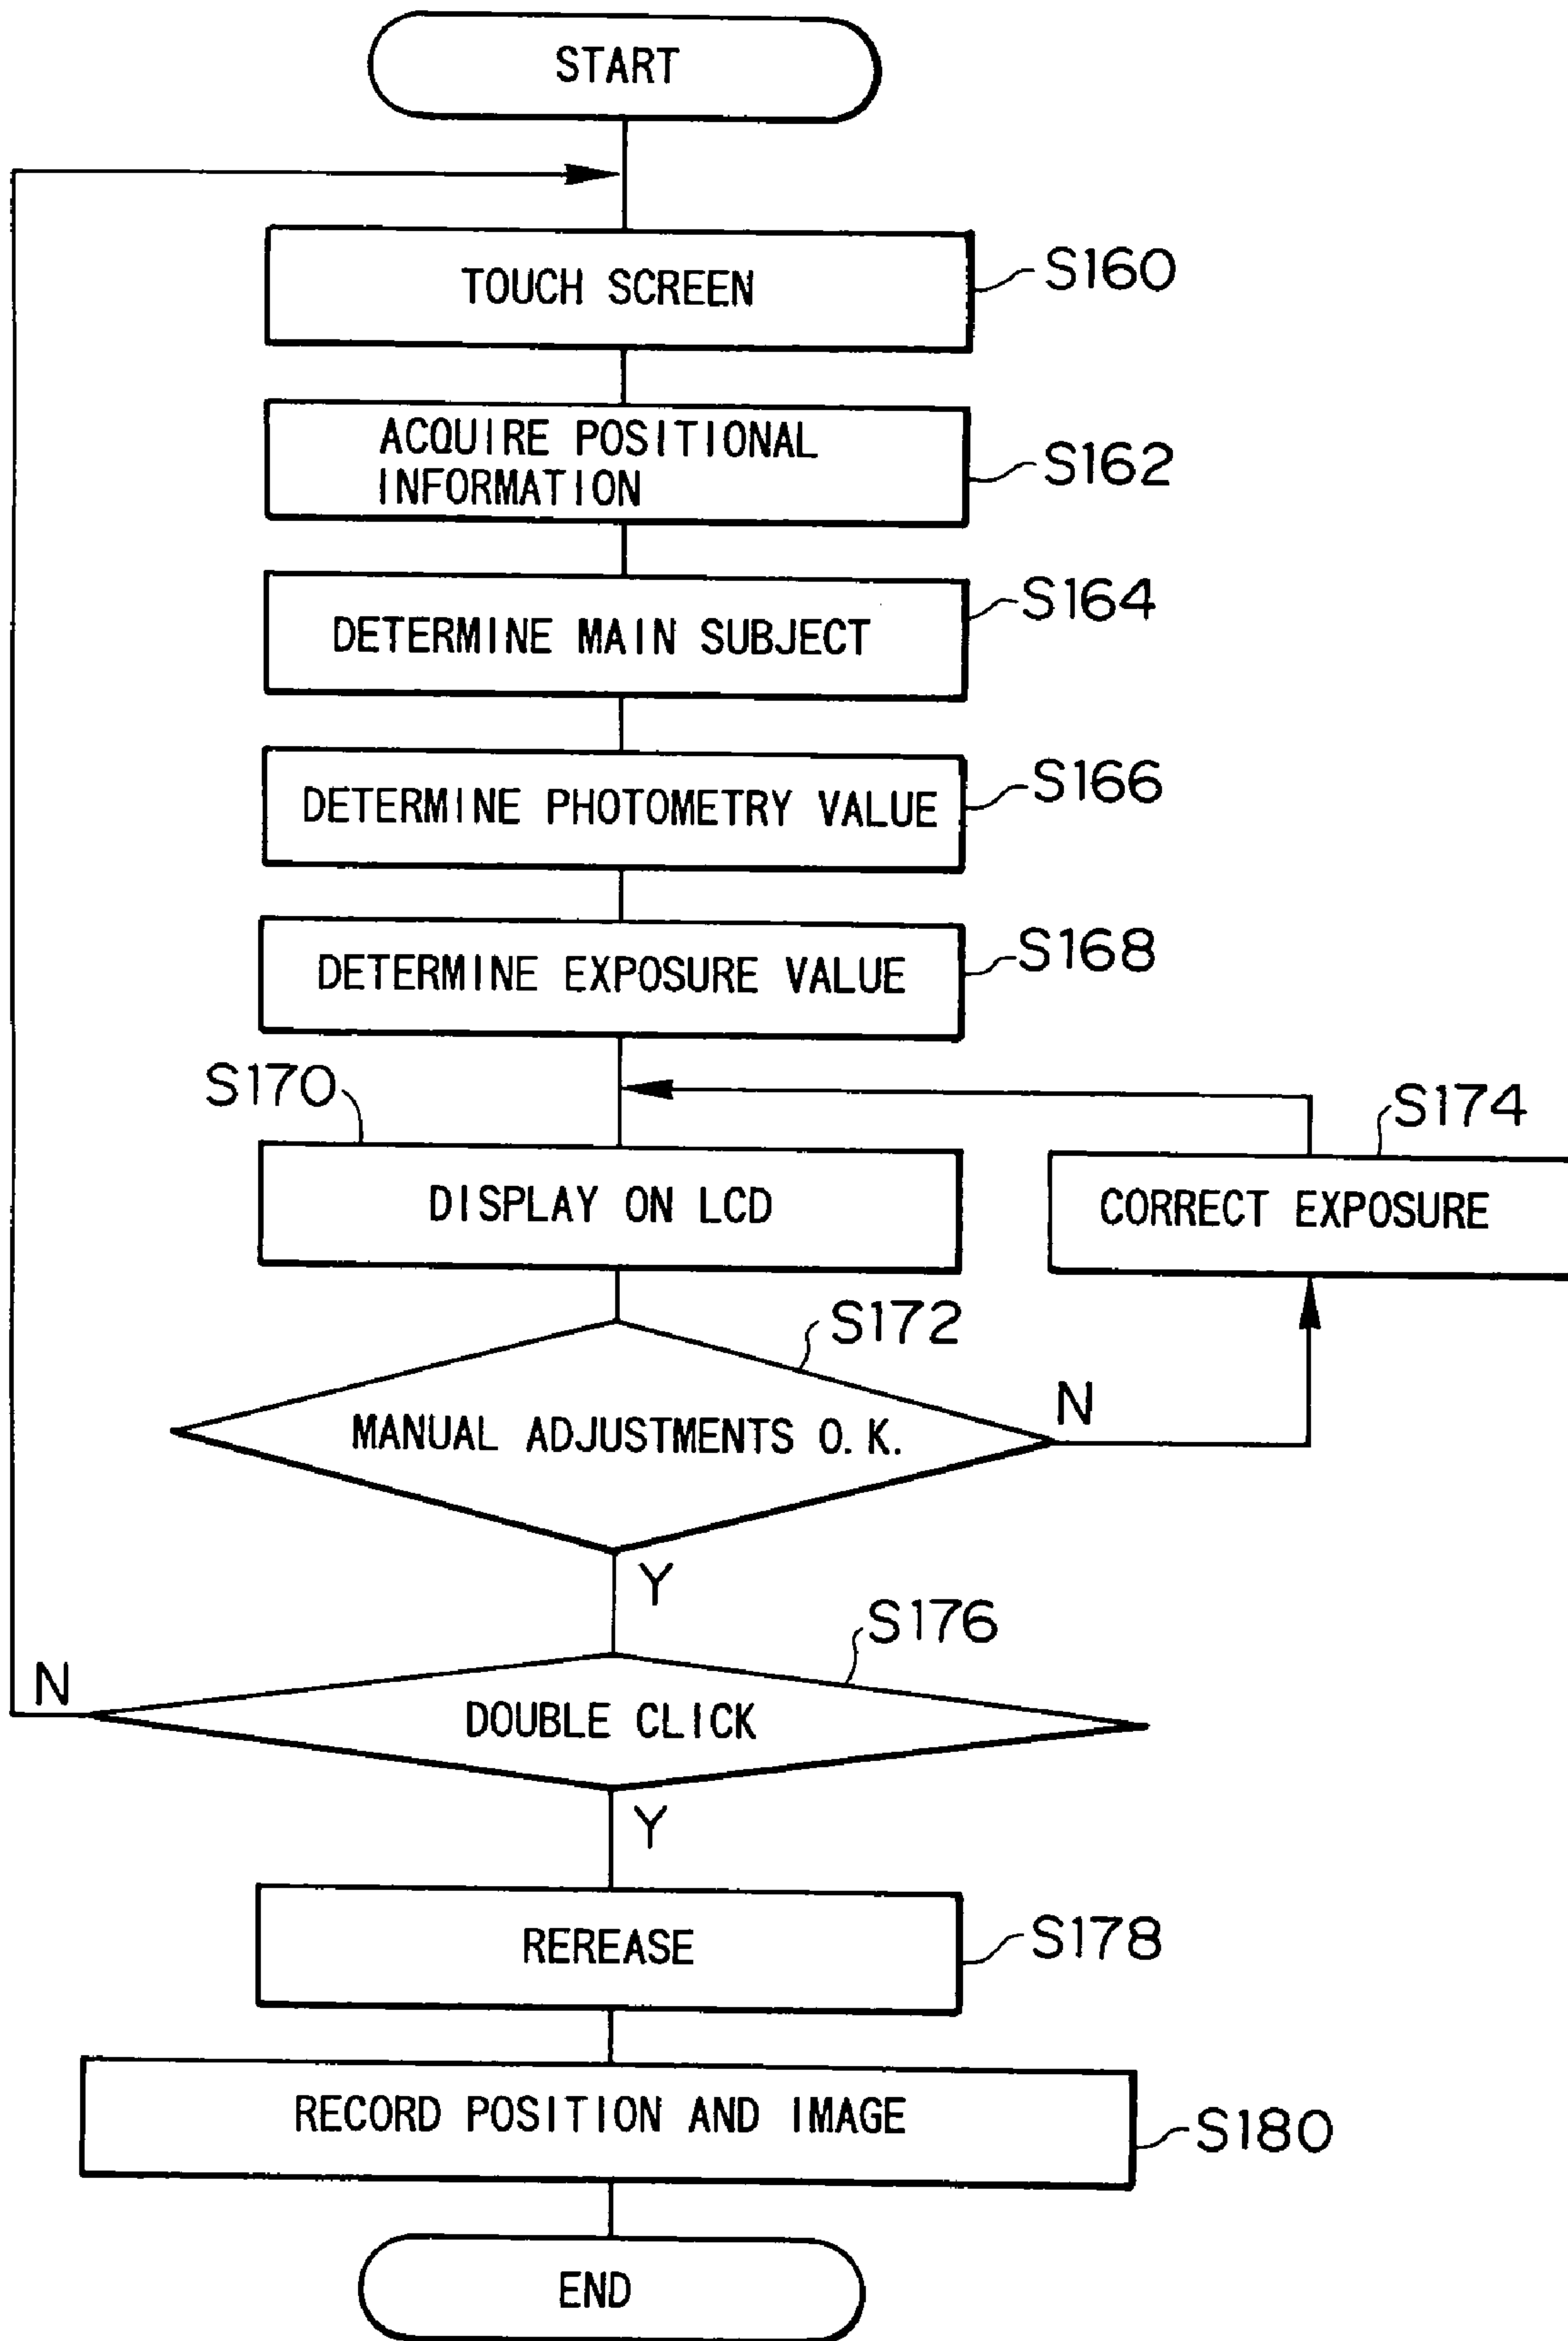 START
TOUCH SCREEN
S160
ACQUIRE POSITIONAL
INFORMATION
S162
DETERMINE MAIN SUBJECT
S164
DETERMINE PHOTOMETRY VALUE
S166
DETERMINE EXPOSURE VALUE
S168
S170
DISPLAY ON LCD
S174
CORRECT EXPOSURE
S172
MANUAL ADJUSTMENTS O.K.
N
Y
S176
N
DOUBLE CLICK
Y
REREASE
S178
RECORD POSITION AND IMAGE
S180
END